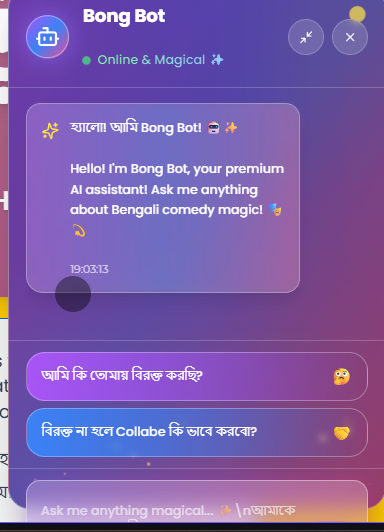 Bong Bot
Online & Magical ✨
হ্যালো! আমি Bong Bot! 🤖 ✨
Hello! I'm Bong Bot, your premium
AI assistant! Ask me anything
about Bengali comedy magic! 🎭
💫
19:03:13
আমি কি তোমায় বিরক্ত করছি? 🤔
বিরক্ত না হলে Collabe কি ভাবে করবো? 🤝
Ask me anything magical... ✨ \nআমাকে